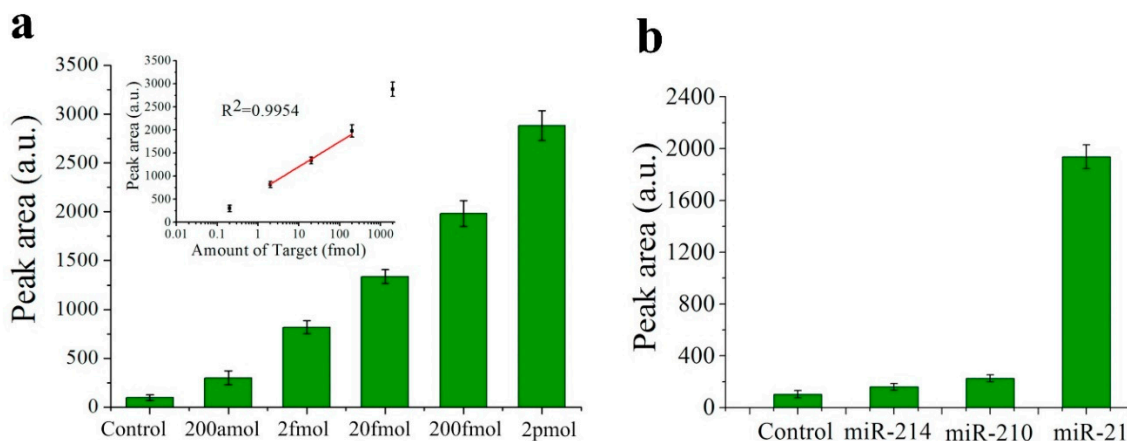 a
Peak area (a.u.)
3500
3000
2500
2000
1500
1000
500
0
Control 200amol 2fmol 20fmol 200fmol 2pmol
Peak area (a.u.)
3500
3000
2500
2000
1500
1000
500
0
R2=0.9954
0.01 0.1 1 10 100 1000
Amount of Target (fmol)
b
Peak area (a.u.)
2400
2000
1600
1200
800
400
0
Control miR-214 miR-210 miR-21